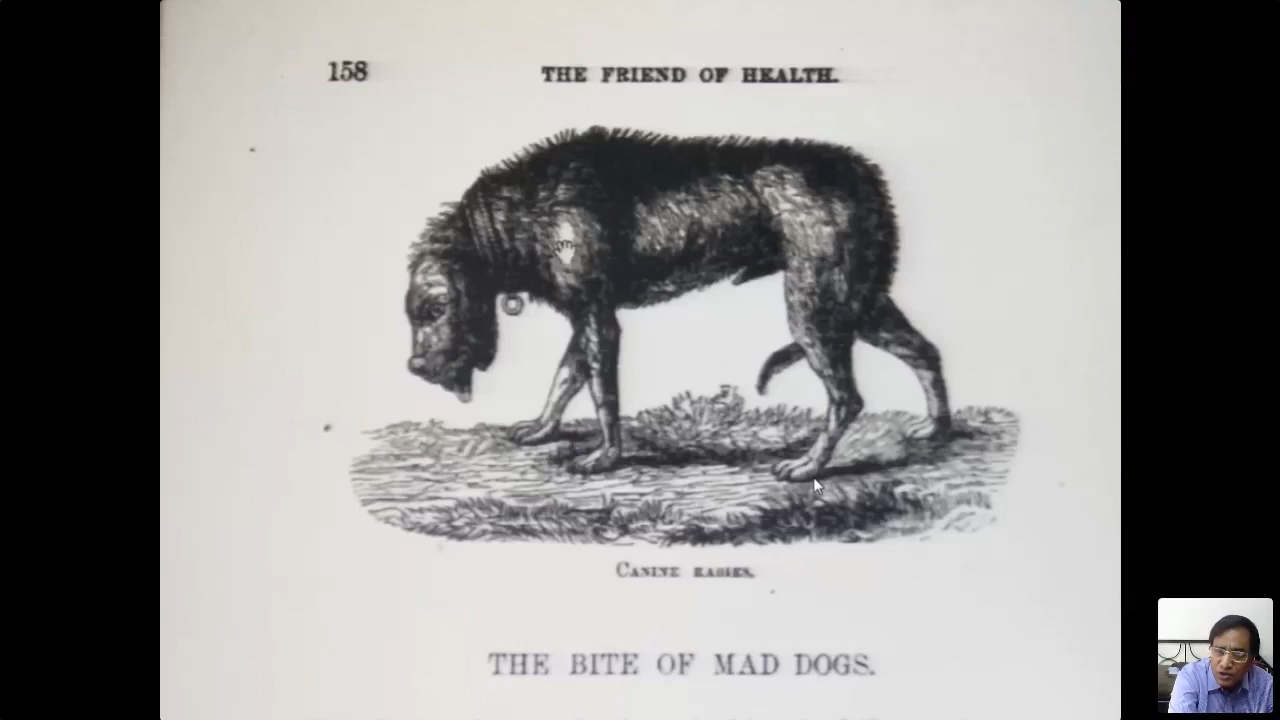 158
THE FRIEND OF HEALTH.
CANINE RABIES.
THE BITE OF MAD DOGS.